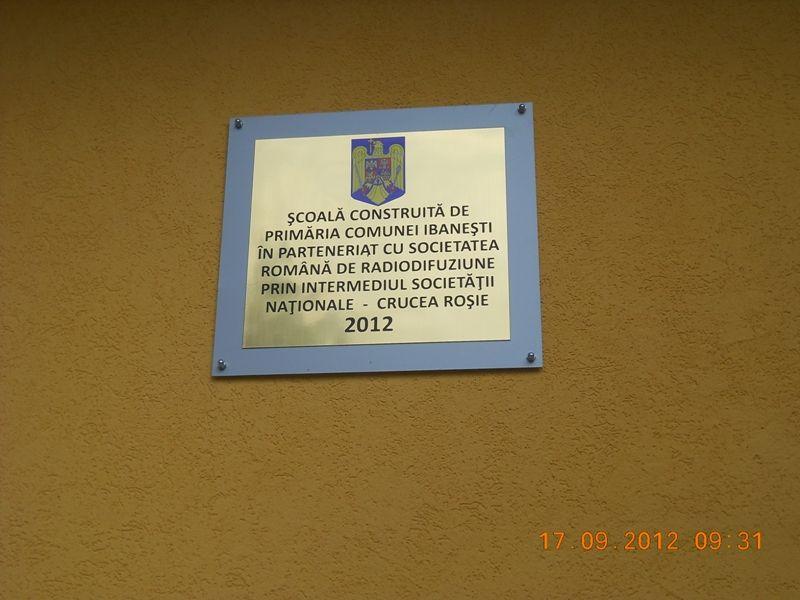 ŞCOALĂ CONSTRUITĂ DE
PRIMĂRIA COMUNEI IBANEŞTI
ÎN PARTENERIAT CU SOCIETATEA
ROMÂNĂ DE RADIODIFUZIUNE
PRIN INTERMEDIUL SOCIETĂŢII
NAŢIONALE - CRUCEA ROŞIE
2012
17.09.2012 09:31